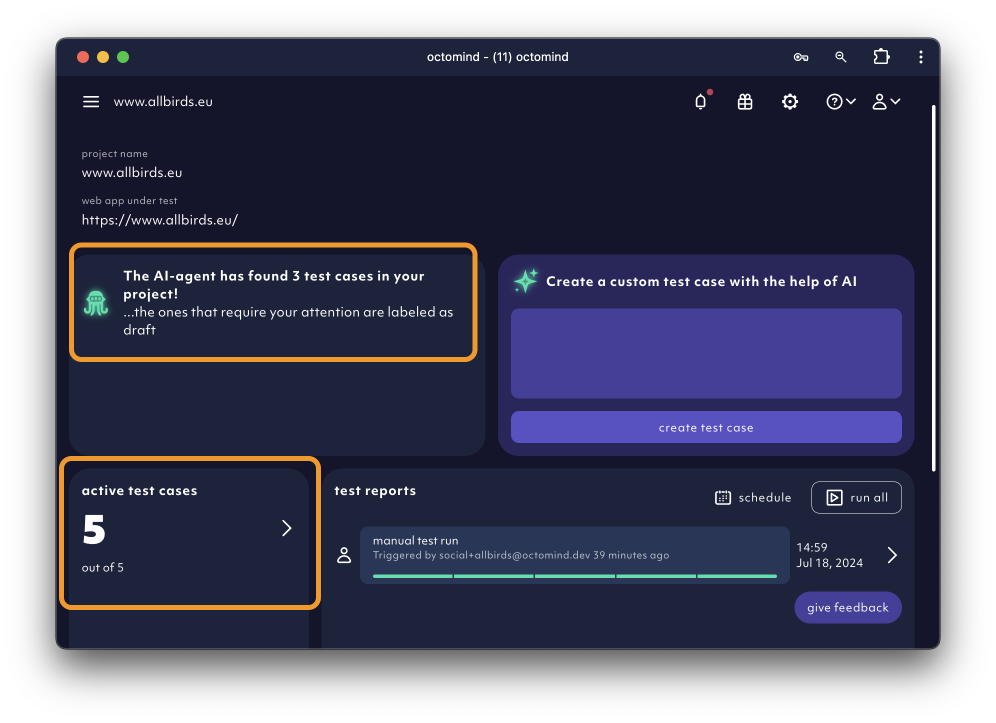 octomind - (11) octomind
www.allbirds.eu
project name
www.allbirds.eu
web app under test
https://www.allbirds.eu/
The AI-agent has found 3 test cases in your
project!
...the ones that require your attention are labeled as
draft
Create a custom test case with the help of AI
create test case
active test cases
5
out of 5
test reports
schedule
run all
manual test run
Triggered by social+allbirds@octomind.dev 39 minutes ago
14:59
Jul 18, 2024
give feedback